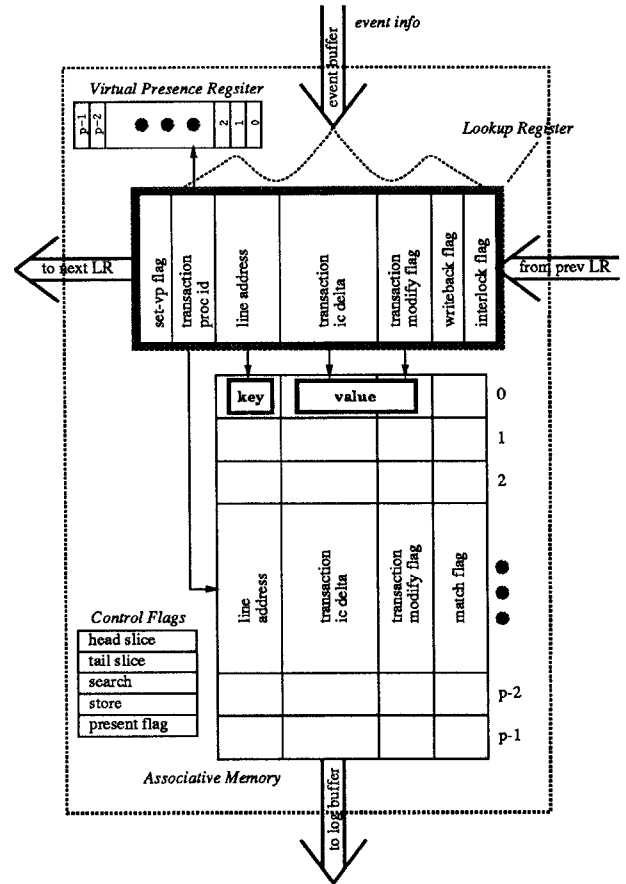 event info
event buffer
Virtual Presence Regsiter
p-1
p-2
2
1
0
Lookup Register
to next LR
from prev LR
set-vp flag
transaction
proc id
line address
transaction
ic delta
transaction
modify flag
writeback flag
interlock flag
key
value
0
1
2
line
address
transaction
ic delta
transaction
modify flag
match flag
p-2
p-1
Control Flags
head slice
tail slice
search
store
present flag
Associative Memory
to log buffer